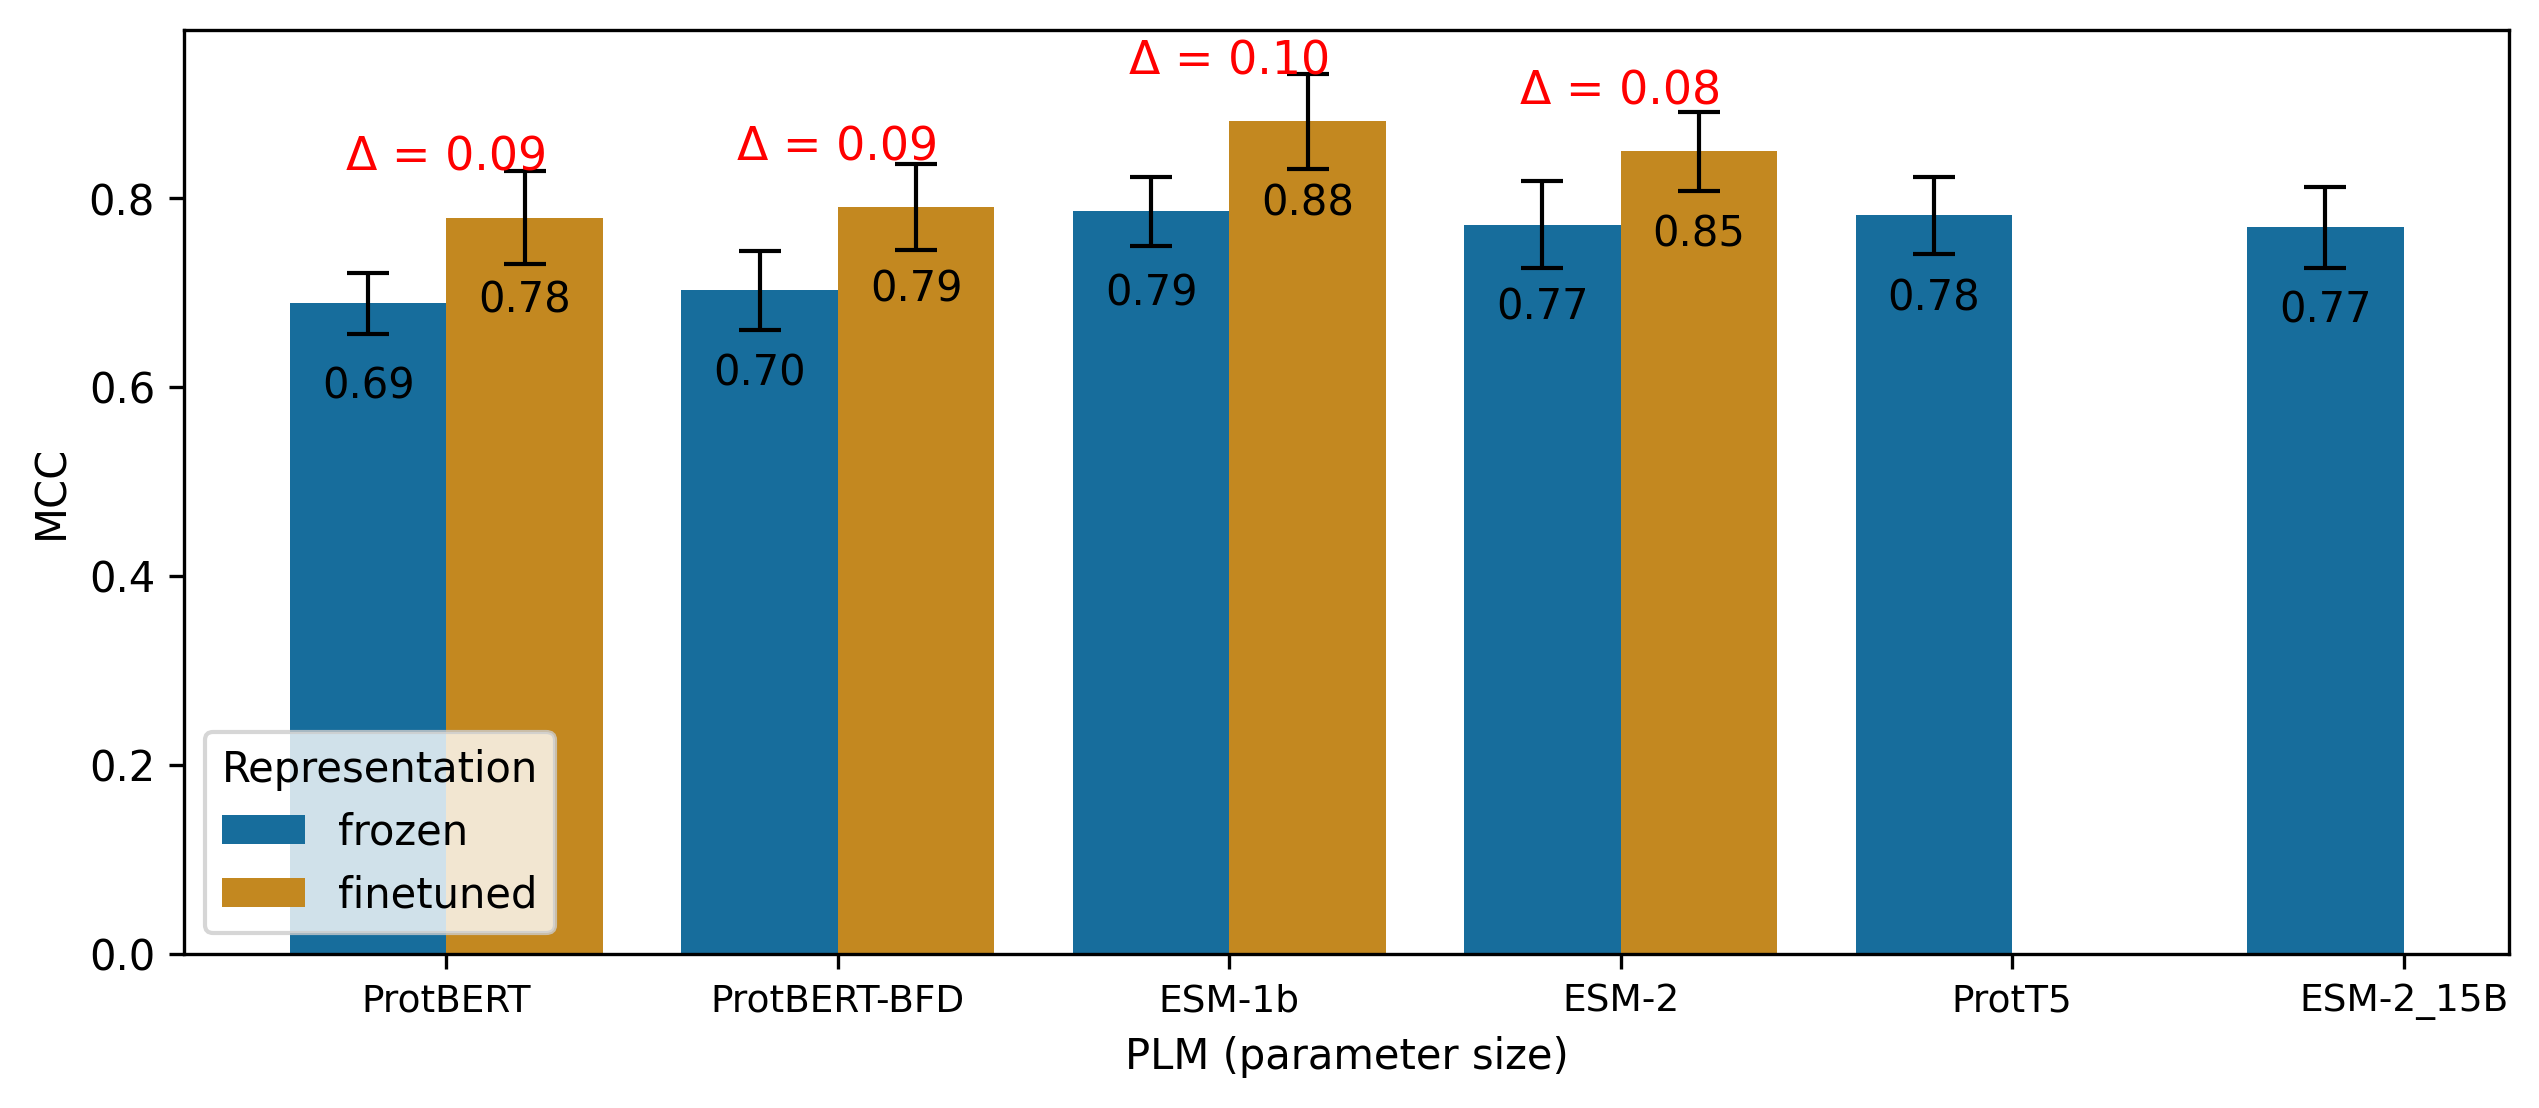 Δ = 0.10
Δ = 0.08
Δ = 0.09
Δ = 0.09
0.88
0.85
0.79
0.78
0.79
0.77
0.78
0.77
0.70
0.69
0.8
0.6
0.4
0.2
0.0
MCC
Representation
frozen
finetuned
ProtBERT
ProtBERT-BFD
ESM-1b
ESM-2
ProtT5
ESM-2_15B
PLM (parameter size)